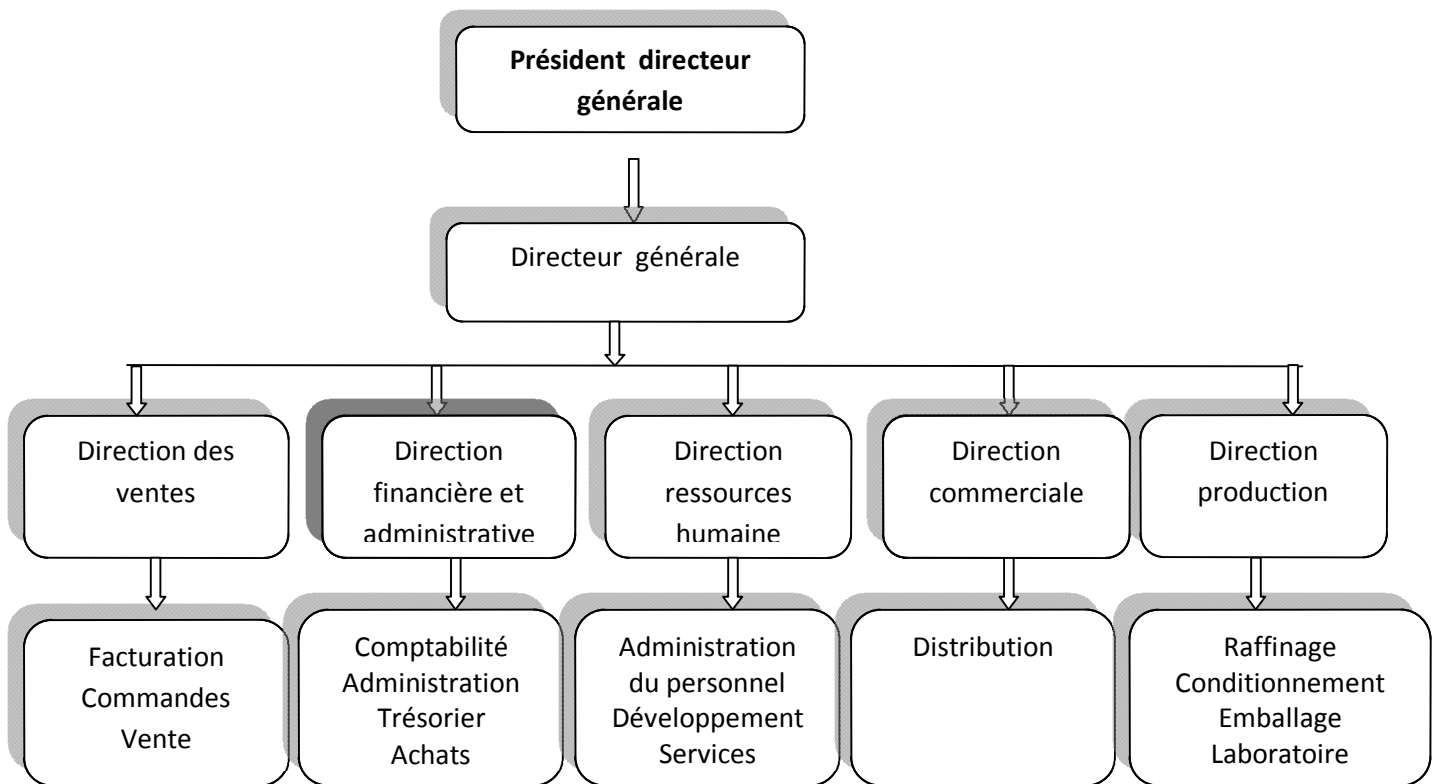 Président directeur
générale
Directeur générale
Direction des
ventes
Direction
financière et
administrative
Direction
ressources
humaine
Direction
commerciale
Direction
production
Facturation
Commandes
Vente
Comptabilité
Administration
Trésorier
Achats
Administration
du personnel
Développement
Services
Distribution
Raffinage
Conditionnement
Emballage
Laboratoire